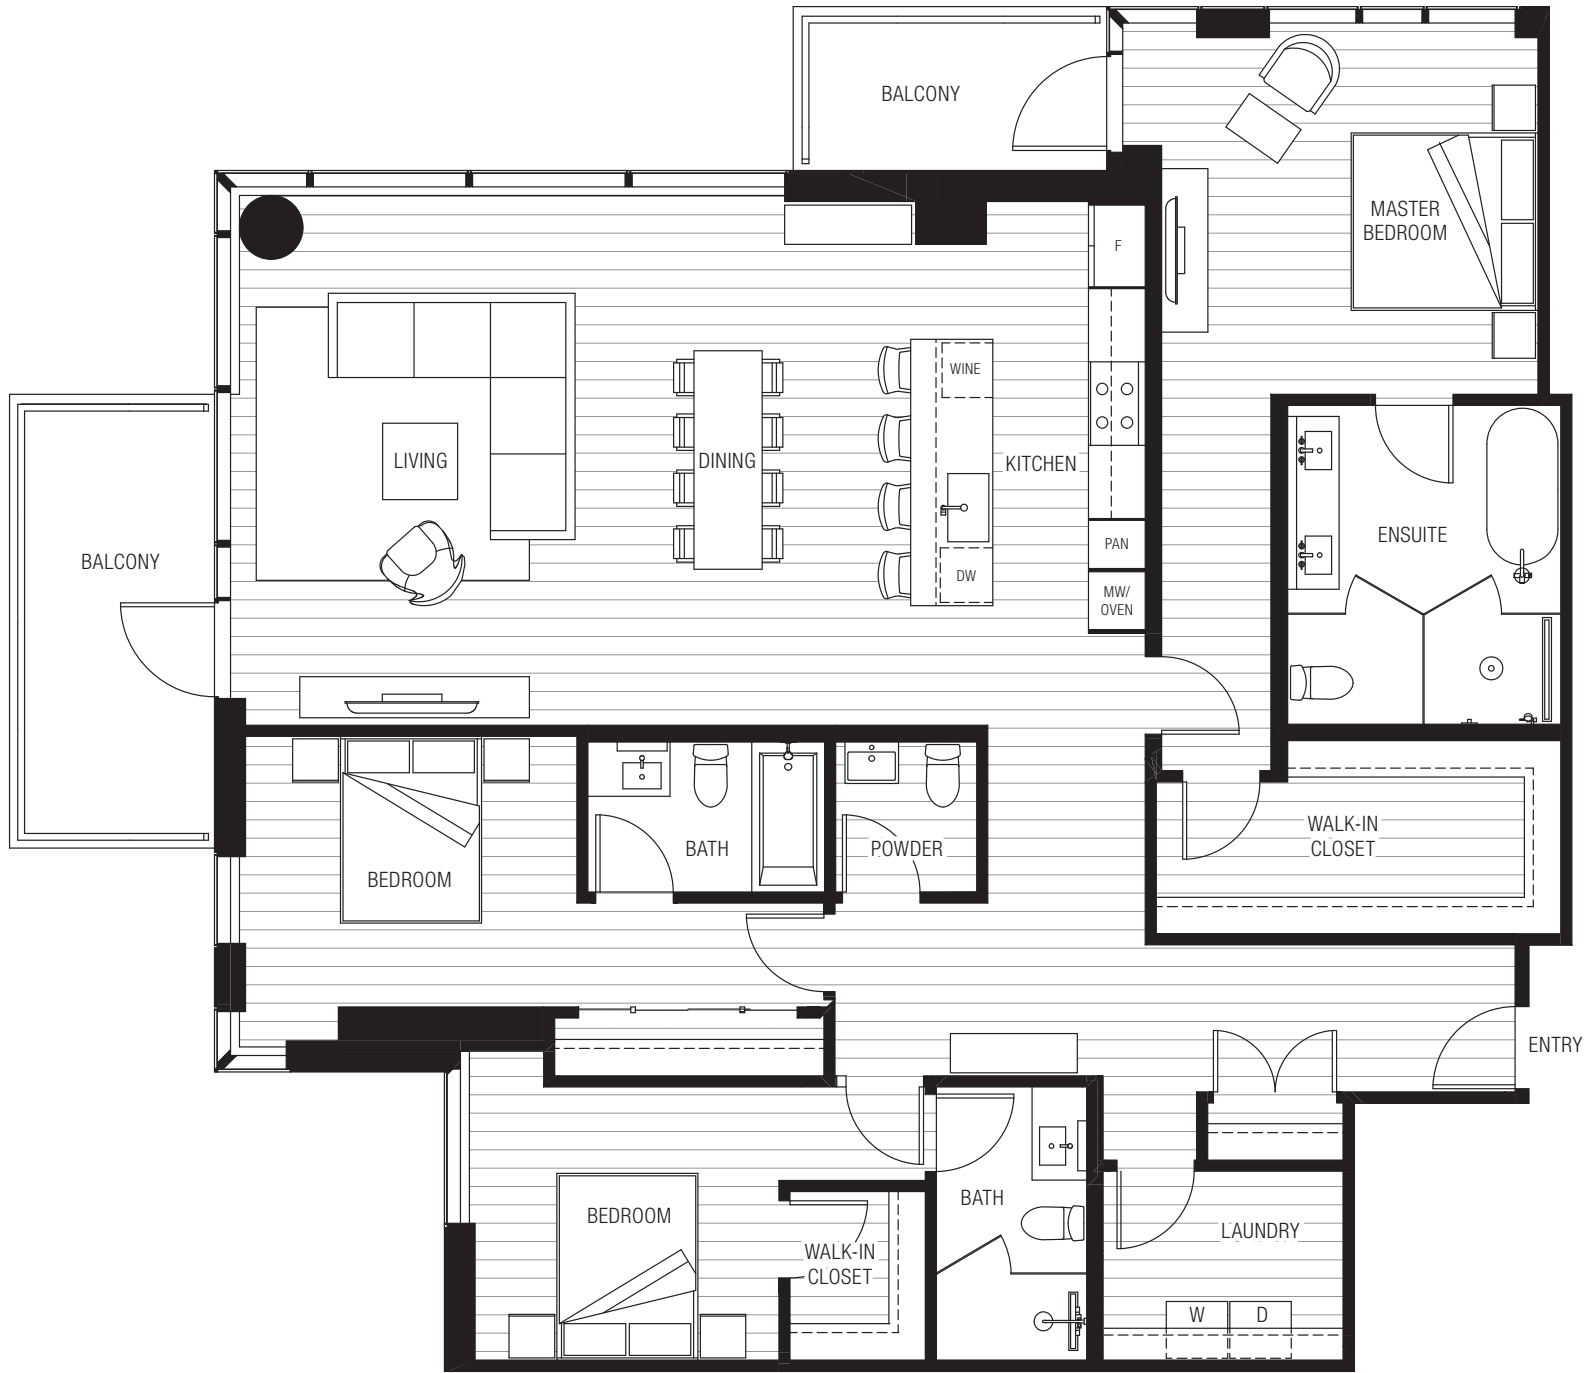 BALCONY
MASTER
BEDROOM
F
WINE
LIVING
DINING
KITCHEN
PAN
DW
MW/
OVEN
ENSUITE
BALCONY
WALK-IN
CLOSET
BATH
POWDER
BEDROOM
ENTRY
BATH
BEDROOM
LAUNDRY
WALK-IN
CLOSET
W
D